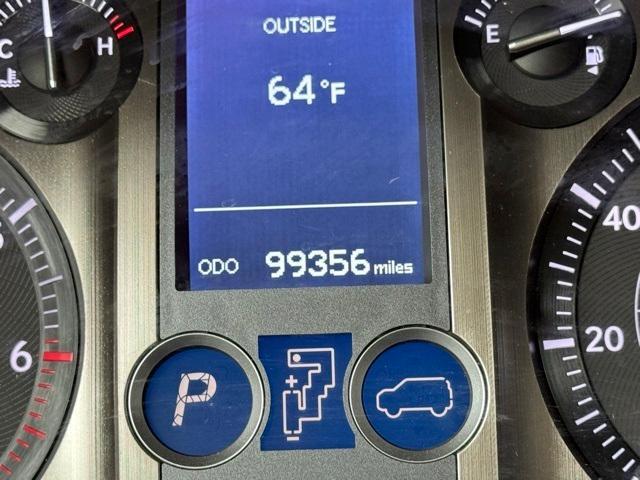 OUTSIDE
C
H
E
64°F
40
ODO 99356 miles
6
20
P
+
-